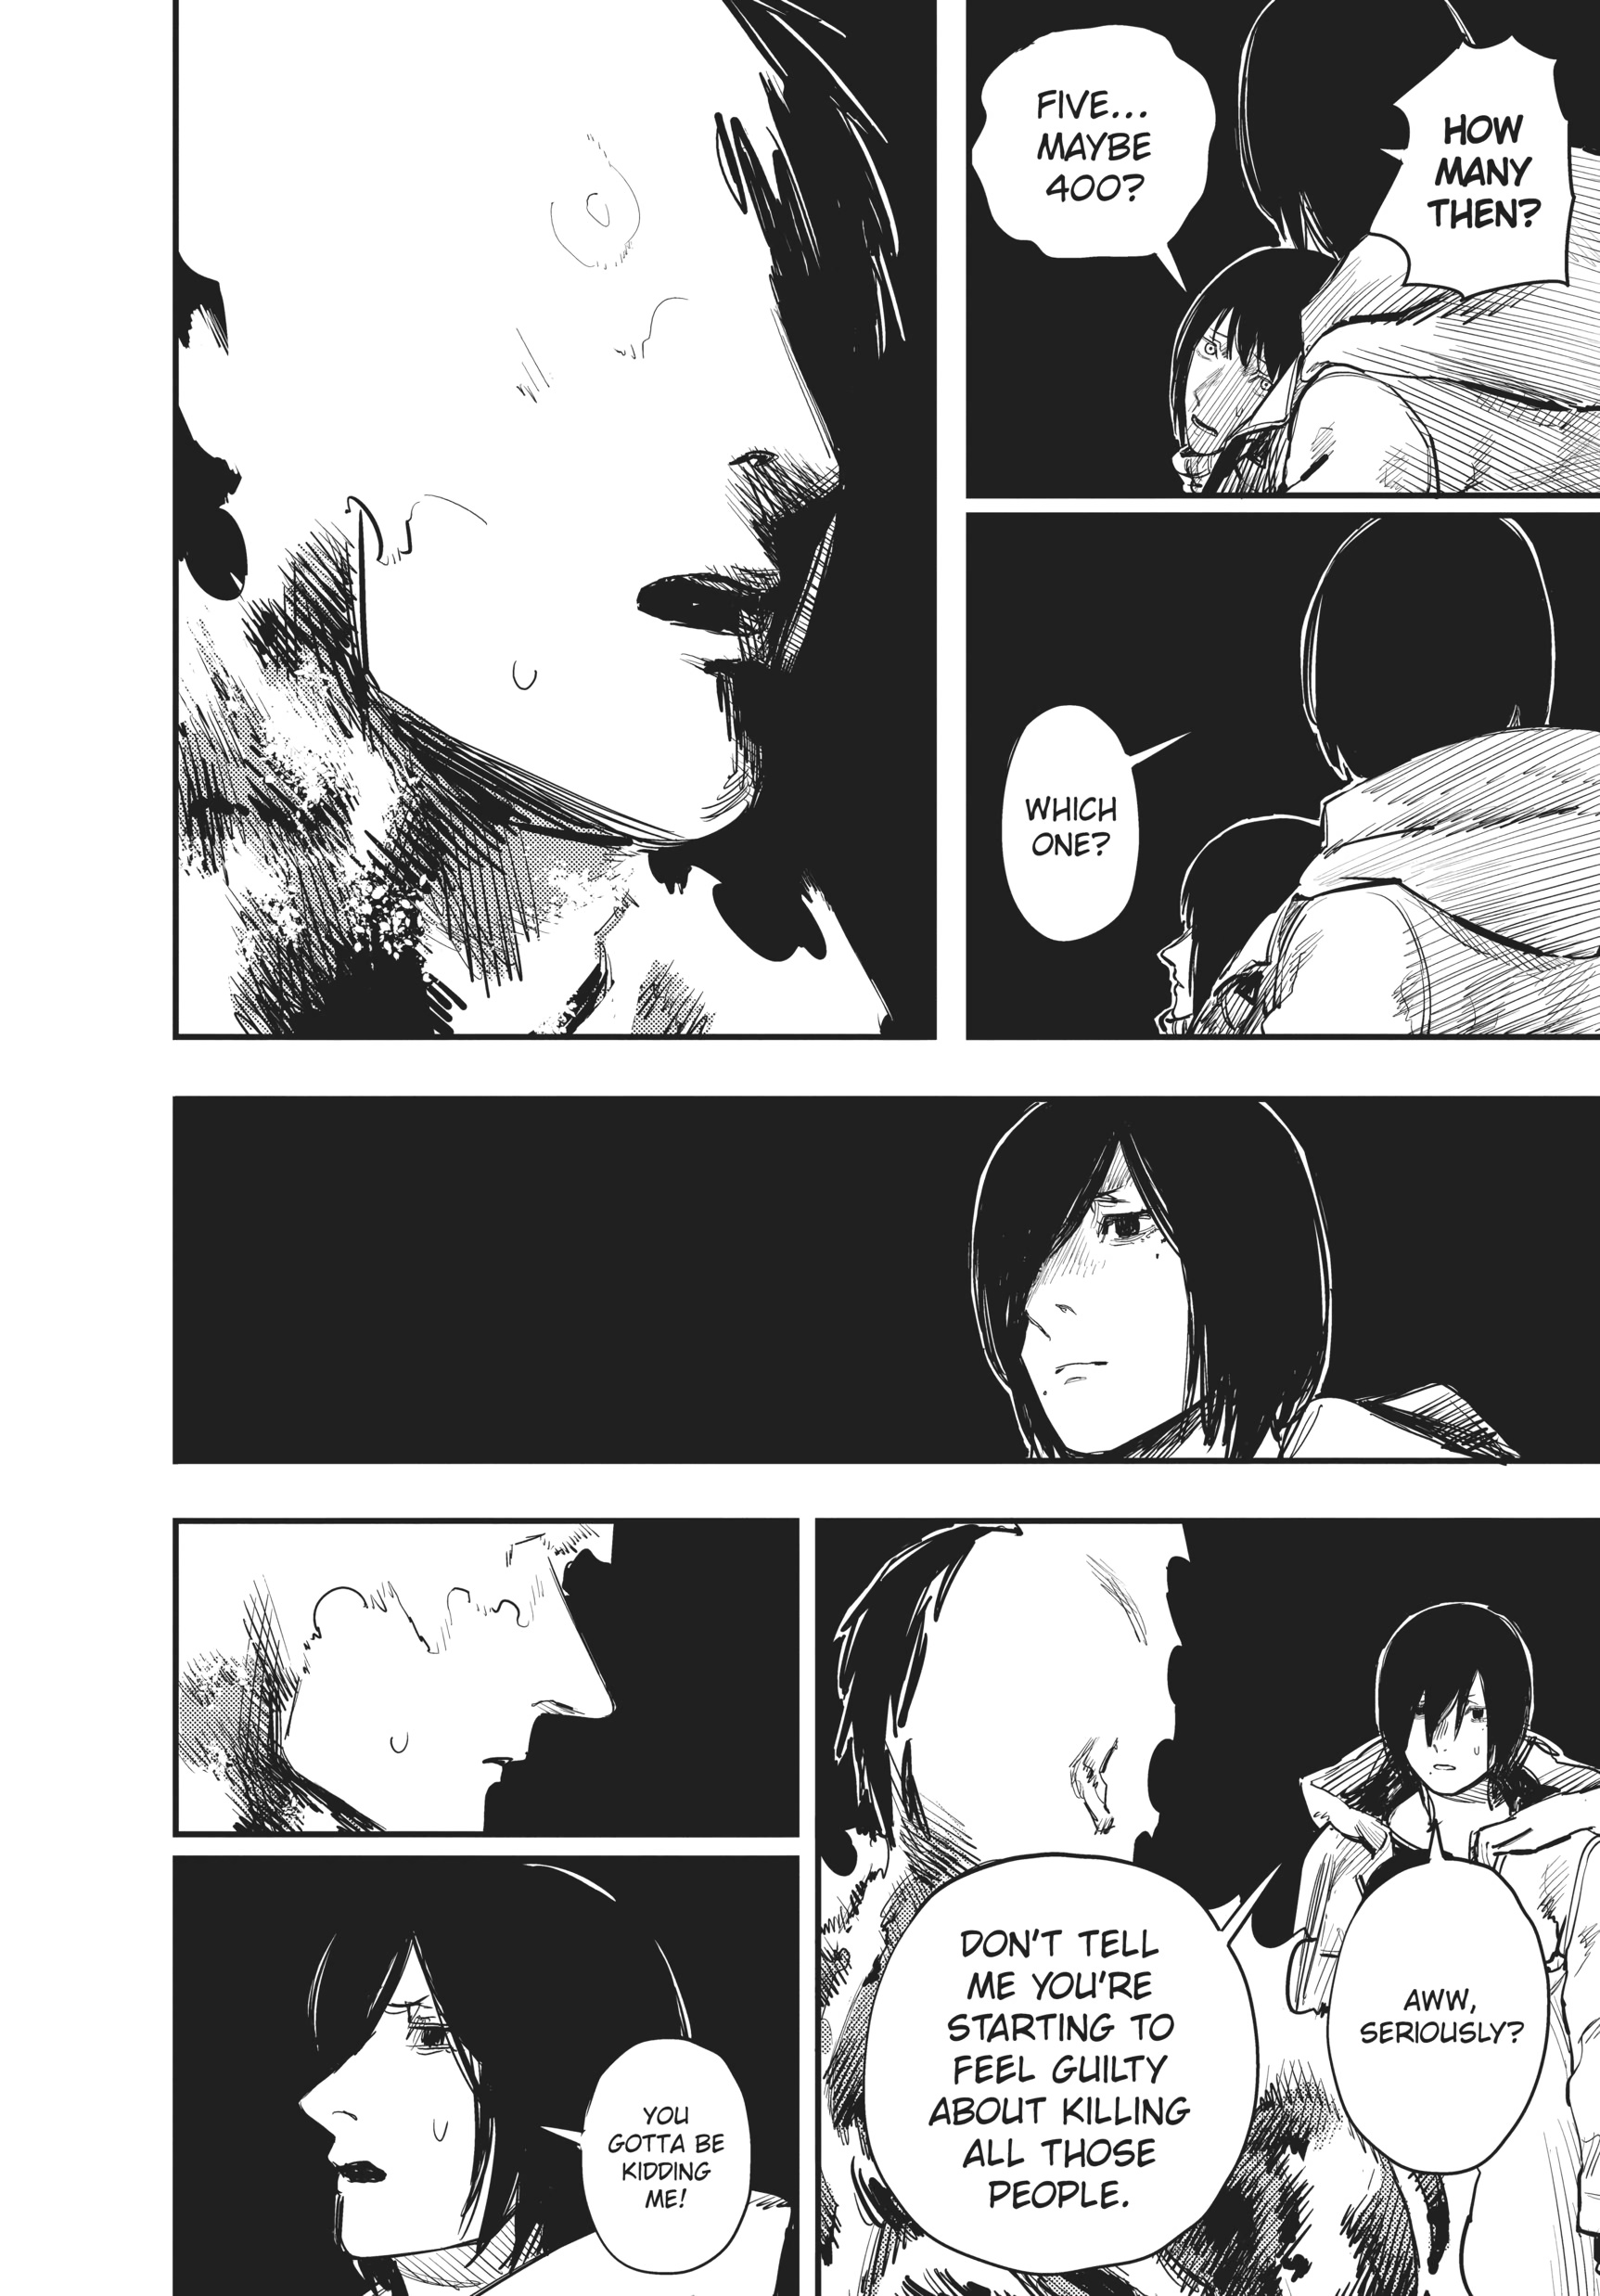 HOW
MANY
THEN?
FIVE...
MAYBE
400?
WHICH
ONE?
AWW,
SERIOUSLY?
DON'T TELL
ME YOU'RE
STARTING TO
FEEL GUILTY
ABOUT KILLING
ALL THOSE
PEOPLE.
YOU
GOTTA BE
KIDDING
ME!